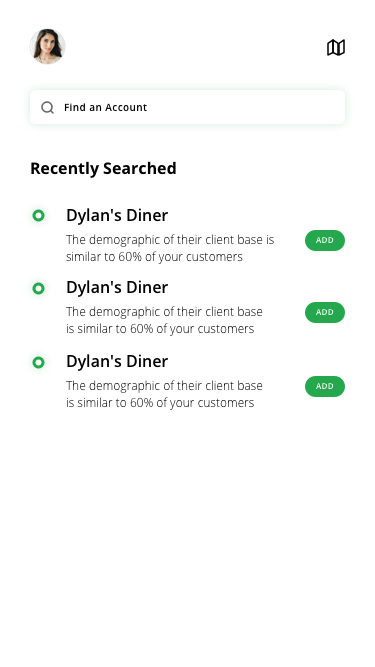 Find an Account
Recently Searched
Dylan's Diner
The demographic of their client base is
similar to 60% of your customers
ADD
Dylan's Diner
The demographic of their client base
is similar to 60% of your customers
ADD
Dylan's Diner
The demographic of their client base
is similar to 60% of your customers
ADD